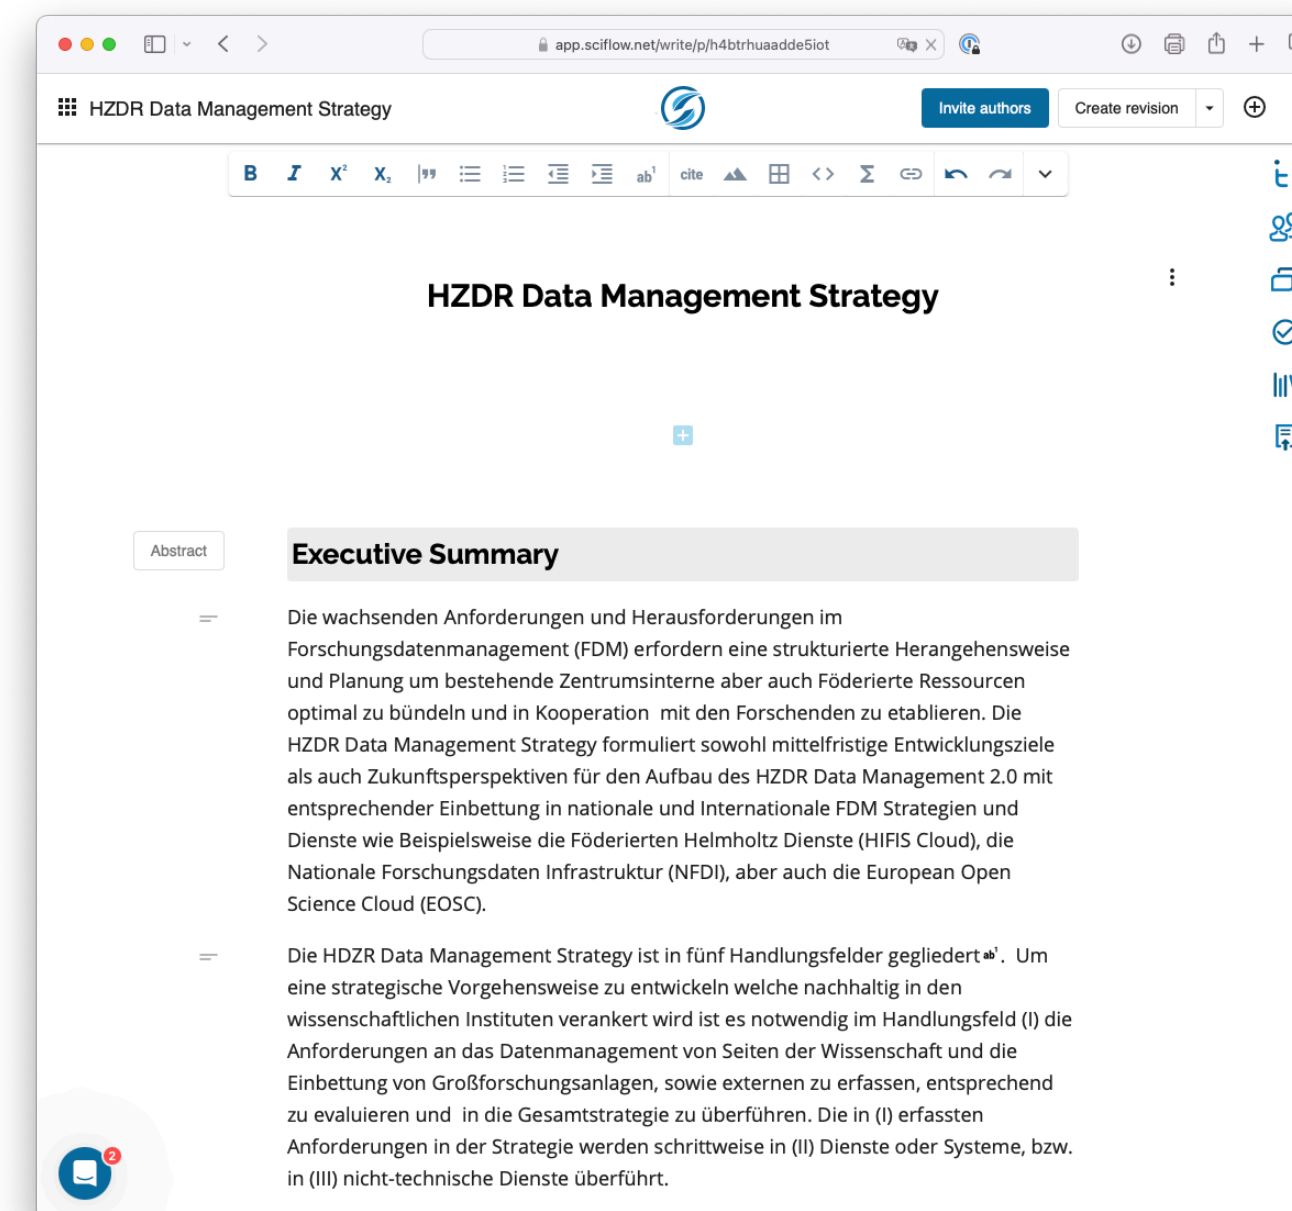 app.sciflow.net/write/p/h4btrhuaadde5iot
HZDR Data Management Strategy
Invite authors
Create revision
B I X² X₂ ab¹ cite Σ
HZDR Data Management Strategy
Abstract
Executive Summary
Die wachsenden Anforderungen und Herausforderungen im
Forschungsdatenmanagement (FDM) erfordern eine strukturierte Herangehensweise
und Planung um bestehende Zentrumsinterne aber auch Föderierte Ressourcen
optimal zu bündeln und in Kooperation  mit den Forschenden zu etablieren. Die
HZDR Data Management Strategy formuliert sowohl mittelfristige Entwicklungsziele
als auch Zukunftsperspektiven für den Aufbau des HZDR Data Management 2.0 mit
entsprechender Einbettung in nationale und Internationale FDM Strategien und
Dienste wie Beispielsweise die Föderierten Helmholtz Dienste (HIFIS Cloud), die
Nationale Forschungsdaten Infrastruktur (NFDI), aber auch die European Open
Science Cloud (EOSC).
Die HDZR Data Management Strategy ist in fünf Handlungsfelder gegliedert ab¹.  Um
eine strategische Vorgehensweise zu entwickeln welche nachhaltig in den
wissenschaftlichen Instituten verankert wird ist es notwendig im Handlungsfeld (I) die
Anforderungen an das Datenmanagement von Seiten der Wissenschaft und die
Einbettung von Großforschungsanlagen, sowie externen zu erfassen, entsprechend
zu evaluieren und  in die Gesamtstrategie zu überführen. Die in (I) erfassten
Anforderungen in der Strategie werden schrittweise in (II) Dienste oder Systeme, bzw.
in (III) nicht-technische Dienste überführt.
2